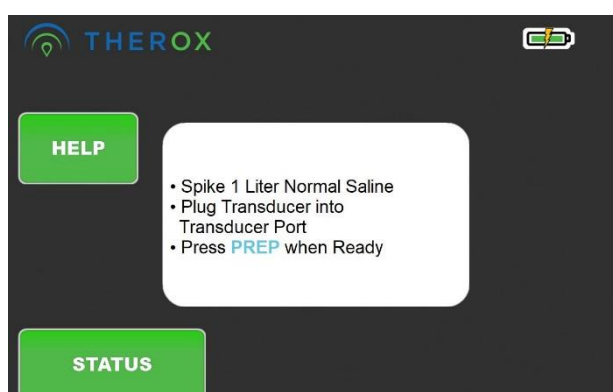 THEROX
HELP
• Spike 1 Liter Normal Saline
• Plug Transducer into
Transducer Port
• Press PREP when Ready
STATUS